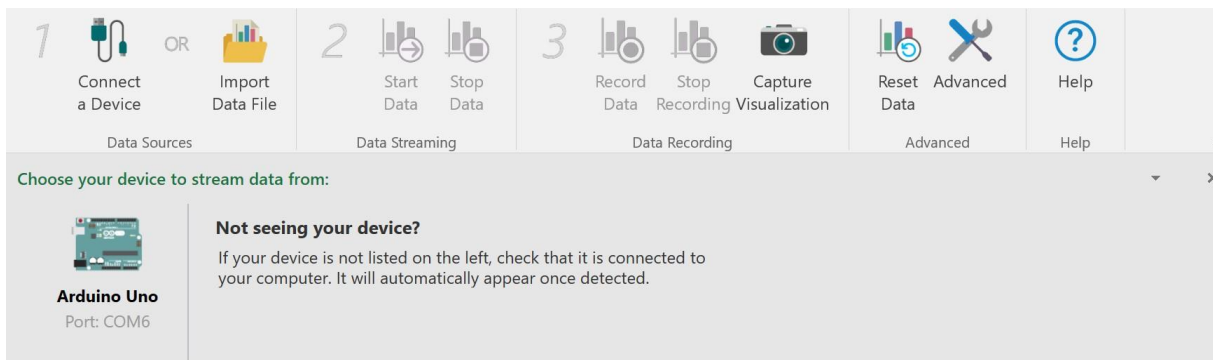 1
Connect
a Device
OR
Import
Data File
Data Sources
2
Start
Data
Stop
Data
Data Streaming
3
Record
Data
Stop
Recording
Capture
Visualization
Data Recording
Reset
Data
Advanced
Advanced
Help
Help
Choose your device to stream data from:
Arduino Uno
Port: COM6
Not seeing your device?
If your device is not listed on the left, check that it is connected to
your computer. It will automatically appear once detected.